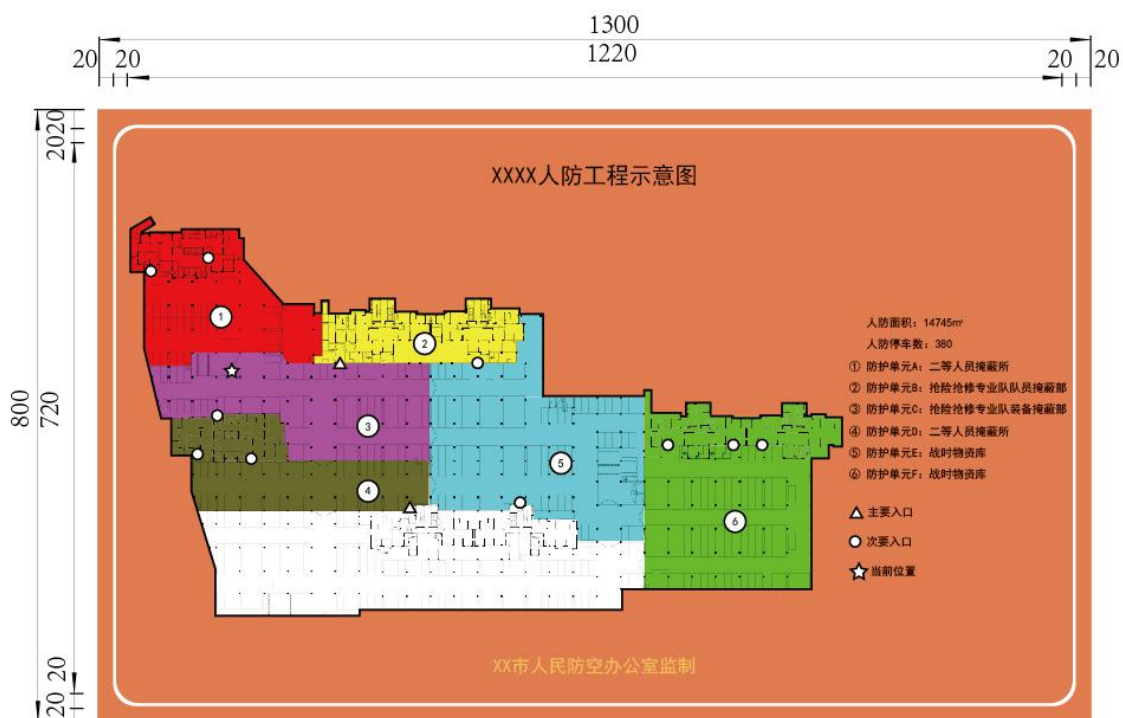 1300
20 20 1220 20 20
20 20
XXXX人防工程示意图
800
720
1
2
3
4
5
6
人防面积：14745㎡
人防停车数：380
① 防护单元A：二等人员掩蔽所
② 防护单元B：抢险抢修专业队队员掩蔽部
③ 防护单元C：抢险抢修专业队装备掩蔽部
④ 防护单元D：二等人员掩蔽所
⑤ 防护单元E：战时物资库
⑥ 防护单元F：战时物资库
主要入口
次要入口
当前位置
XX市人民防空办公室监制
20 20